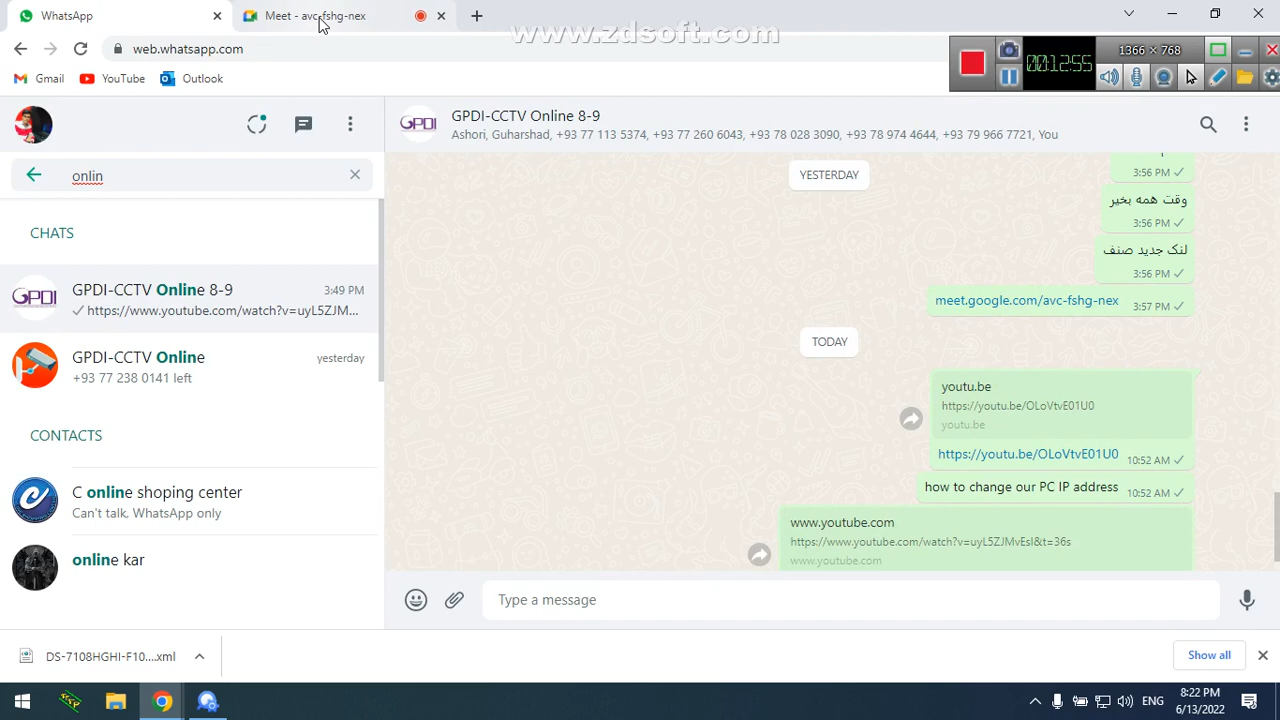 WhatsApp
Meet - avc-fshg-nex
www.zdsoft.com
web.whatsapp.com
1366 × 768
00:12:55
Gmail
YouTube
Outlook
GPDI
GPDI-CCTV Online 8-9
Ashori, Guharshad, +93 77 113 5374, +93 77 260 6043, +93 78 028 3090, +93 78 974 4644, +93 79 966 7721, You
onlin
CHATS
GPDI
GPDI-CCTV Online 8-9
3:49 PM
https://www.youtube.com/watch?v=uyL5ZJM...
GPDI-CCTV Online
yesterday
+93 77 238 0141 left
CONTACTS
C online shoping center
Can't talk, WhatsApp only
online kar
3:56 PM
YESTERDAY
وقت همه بخیر
3:56 PM
لنک جدید صنف
3:56 PM
meet.google.com/avc-fshg-nex
3:57 PM
TODAY
youtu.be
https://youtu.be/OLoVtvE01U0
youtu.be
https://youtu.be/OLoVtvE01U0
10:52 AM
how to change our PC IP address
10:52 AM
www.youtube.com
https://www.youtube.com/watch?v=uyL5ZJMvEsI&t=36s
www.youtube.com
Type a message
DS-7108HGHI-F10....xml
Show all
ENG
8:22 PM
6/13/2022